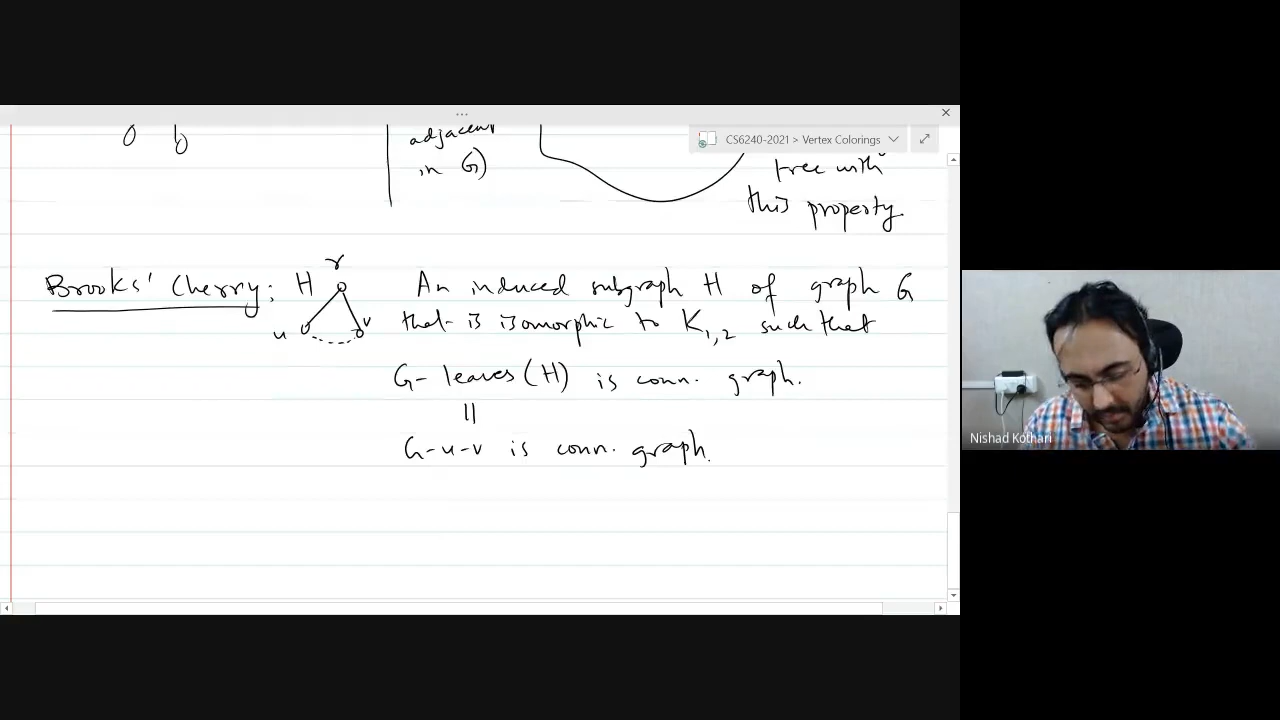 adjacent
in G)
CS6240-2021 > Vertex Colorings
tree with
this property
Brooks' Cherry: H r u v
An induced subgraph H of graph G
that is isomorphic to K1,2 such that
G - leaves (H) is conn. graph.
||
G-u-v is conn. graph.
Nishad Kothari